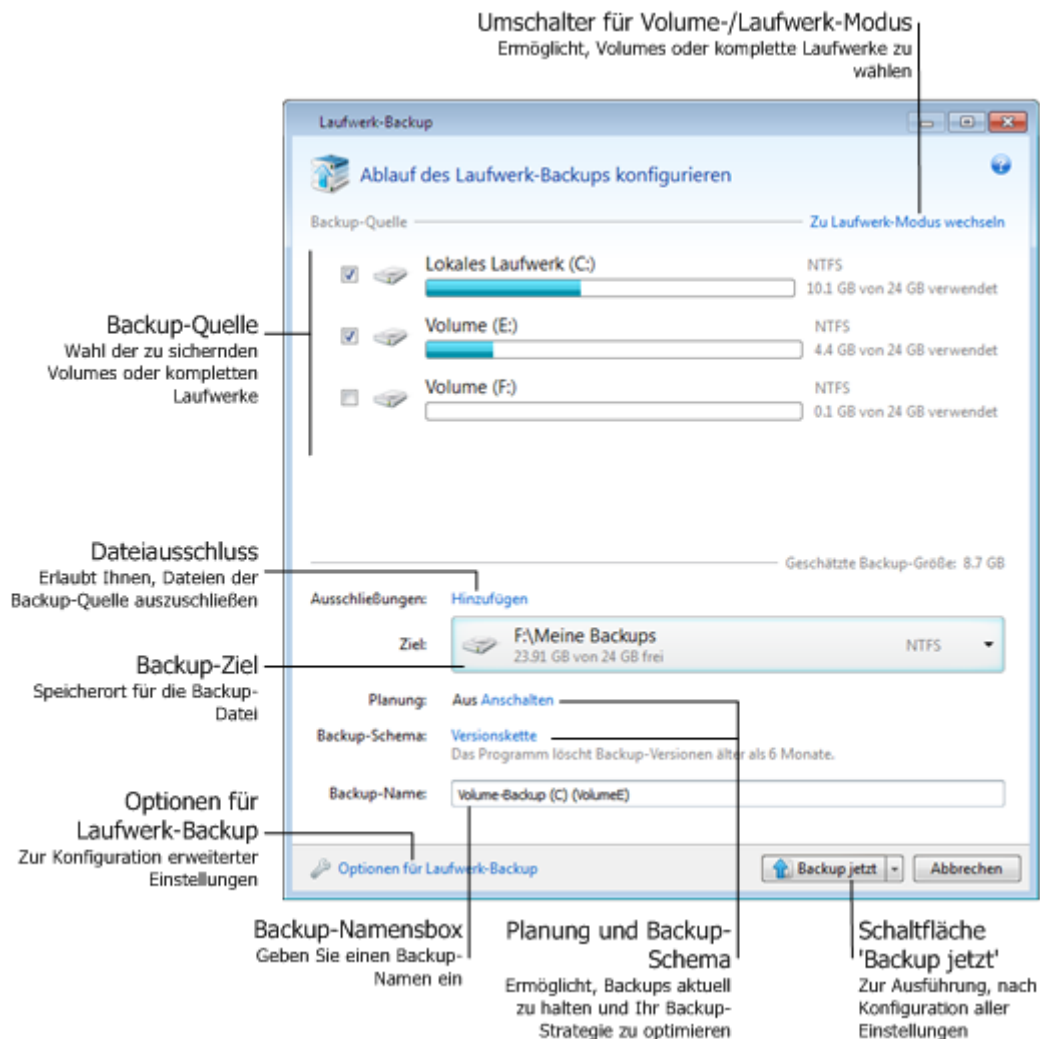 Umschalter für Volume-/Laufwerk-Modus
Ermöglicht, Volumes oder komplette Laufwerke zu
wählen
Laufwerk-Backup
Ablauf des Laufwerk-Backups konfigurieren
Backup-Quelle
Zu Laufwerk-Modus wechseln
Lokales Laufwerk (C:)
NTFS
10.1 GB von 24 GB verwendet
Backup-Quelle
Wahl der zu sichernden
Volumes oder kompletten
Laufwerke
Volume (E:)
NTFS
4.4 GB von 24 GB verwendet
Volume (F:)
NTFS
0.1 GB von 24 GB verwendet
Dateiausschluss
Erlaubt Ihnen, Dateien der
Backup-Quelle auszuschließen
Geschätzte Backup-Größe: 8.7 GB
Ausschließungen: Hinzufügen
Ziel:
F:\Meine Backups
23.91 GB von 24 GB frei
NTFS
Backup-Ziel
Speicherort für die Backup-
Datei
Planung: Aus Anschalten
Backup-Schema: Versionskette
Das Programm löscht Backup-Versionen älter als 6 Monate.
Backup-Name: Volume-Backup (C) (VolumeE)
Optionen für
Laufwerk-Backup
Zur Konfiguration erweiterter
Einstellungen
Optionen für Laufwerk-Backup
Backup jetzt
Abbrechen
Backup-Namensbox
Geben Sie einen Backup-
Namen ein
Planung und Backup-
Schema
Ermöglicht, Backups aktuell
zu halten und Ihr Backup-
Strategie zu optimieren
Schaltfläche
'Backup jetzt'
Zur Ausführung, nach
Konfiguration aller
Einstellungen